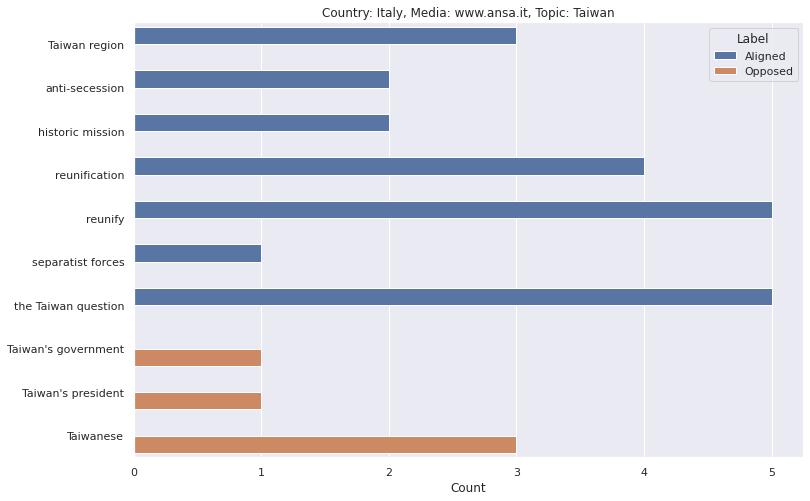 Country: Italy, Media: www.ansa.it, Topic: Taiwan
Label
Aligned
Opposed
Taiwan region
anti-secession
historic mission
reunification
reunify
separatist forces
the Taiwan question
Taiwan's government
Taiwan's president
Taiwanese
0 1 2 3 4 5
Count